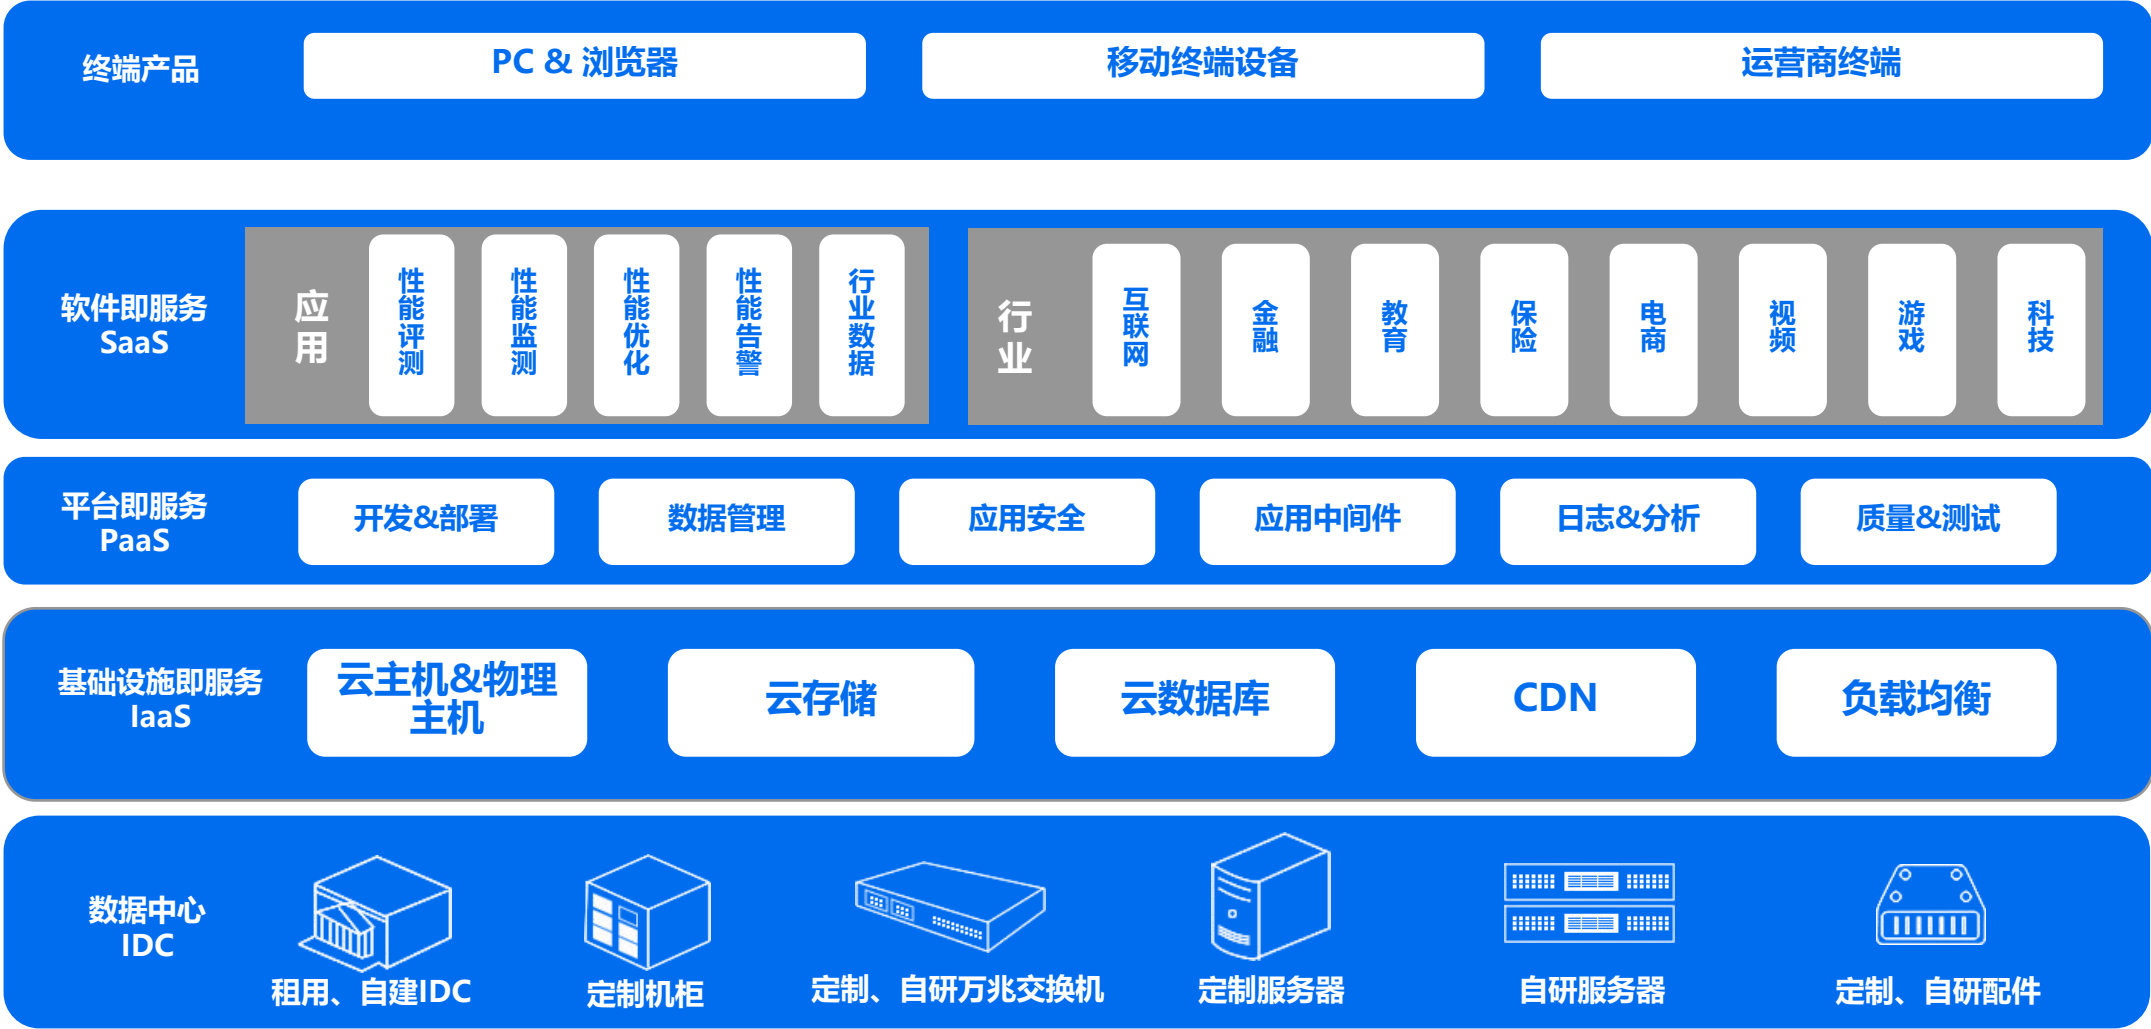 终端产品
PC & 浏览器
移动终端设备
运营商终端
软件即服务
SaaS
应用
性能评测
性能监测
性能优化
性能告警
行业数据
行业
互联网
金融
教育
保险
电商
视频
游戏
科技
平台即服务
PaaS
开发&部署
数据管理
应用安全
应用中间件
日志&分析
质量&测试
基础设施即服务
IaaS
云主机&物理
主机
云存储
云数据库
CDN
负载均衡
数据中心
IDC
租用、自建IDC
定制机柜
定制、自研万兆交换机
定制服务器
自研服务器
定制、自研配件